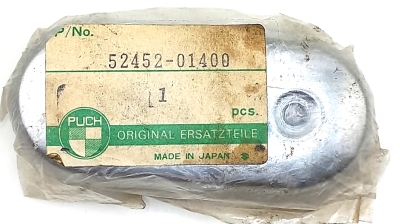 P/No.
52452-01400
1
pcs.
PUCH
ORIGINAL ERSATZTEILE
MADE IN JAPAN